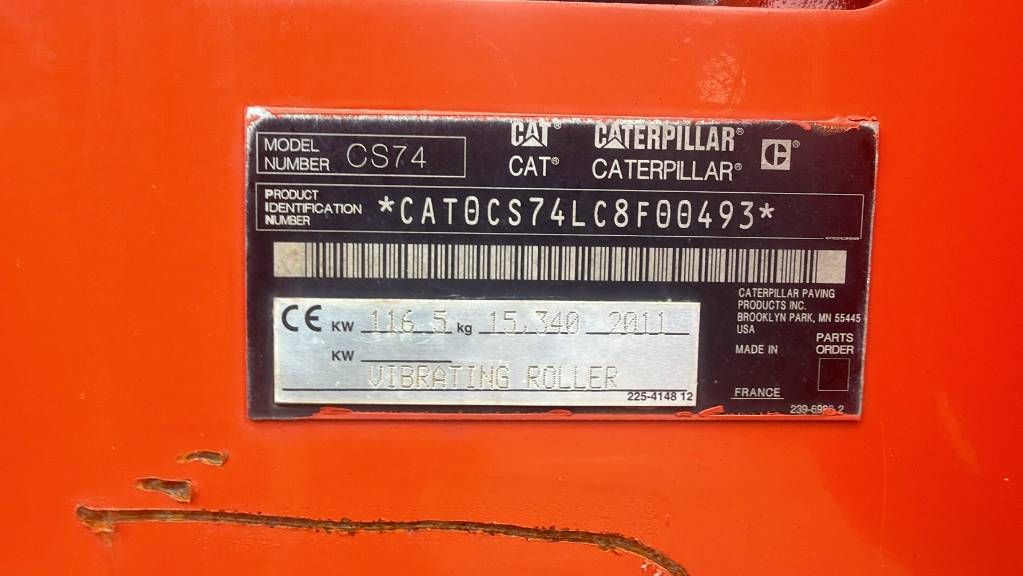 MODEL NUMBER CS74
CAT® CATERPILLAR®
CAT® CATERPILLAR® C®
PRODUCT
IDENTIFICATION
NUMBER
*CAT0CS74LC8F00493*
CATERPILLAR PAVING
PRODUCTS INC.
BROOKLYN PARK, MN 55445
USA
MADE IN
FRANCE
PARTS
ORDER
CE KW 116.5 kg 15,340 2011
KW
VIBRATING ROLLER
225-4148 12